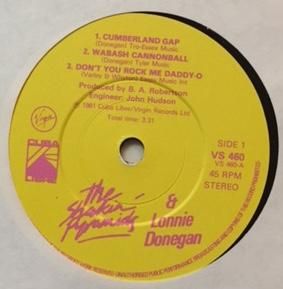 1. CUMBERLAND GAP
(Donegan) Tro-Essex Music
2. WABASH CANNONBALL
(Donegan) Tyler Music
3. DON'T YOU ROCK ME DADDY-O
(Varley & Whyton) Essex Music
Produced by B. A. Robertson
Engineer: John Hudson
℗ 1981 Cuba Libre/Virgin Records Ltd
Total time: 3.31
Virgin
CUBA
LIBRE
SIDE 1
VS 460
VS 460-A
45 RPM
STEREO
The
Shakin'
Pyramids
& Lonnie
Donegan